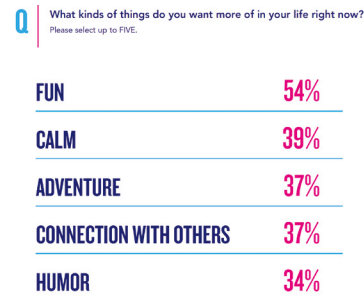 Q
What kinds of things do you want more of in your life right now?
Please select up to FIVE.
FUN 54%
CALM 39%
ADVENTURE 37%
CONNECTION WITH OTHERS 37%
HUMOR 34%